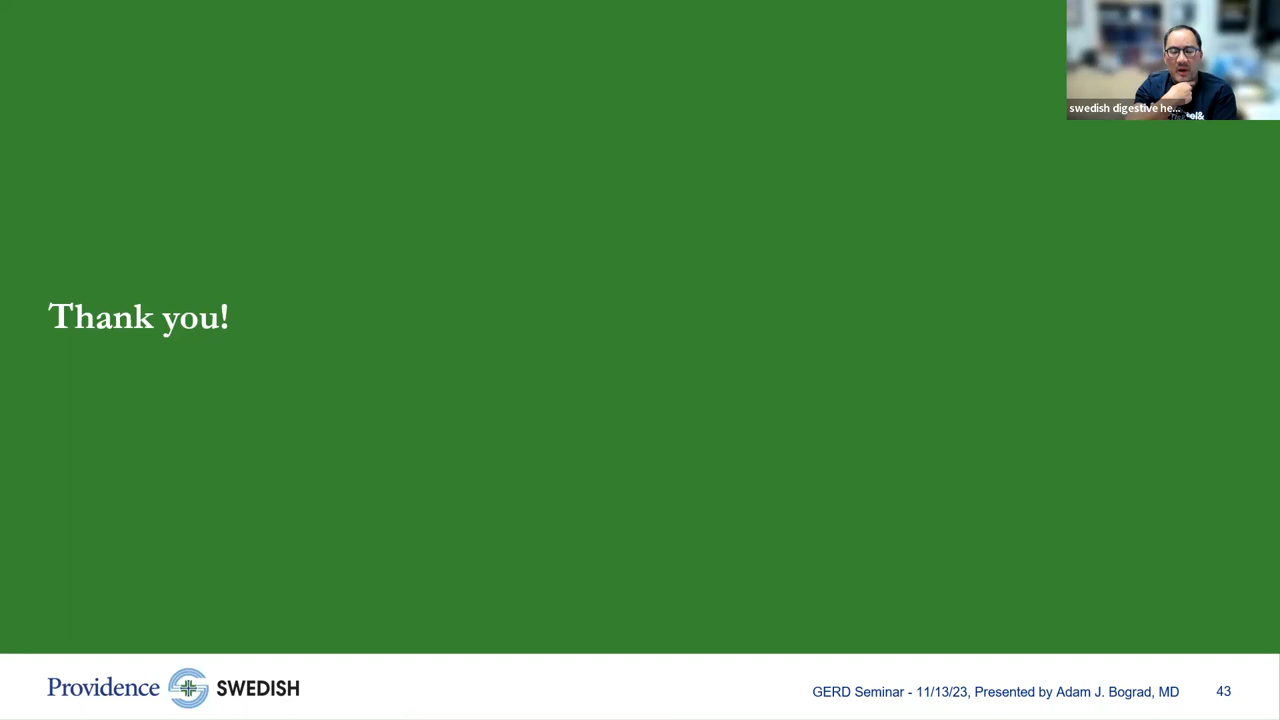 swedish digestive he...
Thank you!
Providence
SWEDISH
GERD Seminar - 11/13/23, Presented by Adam J. Bograd, MD
43